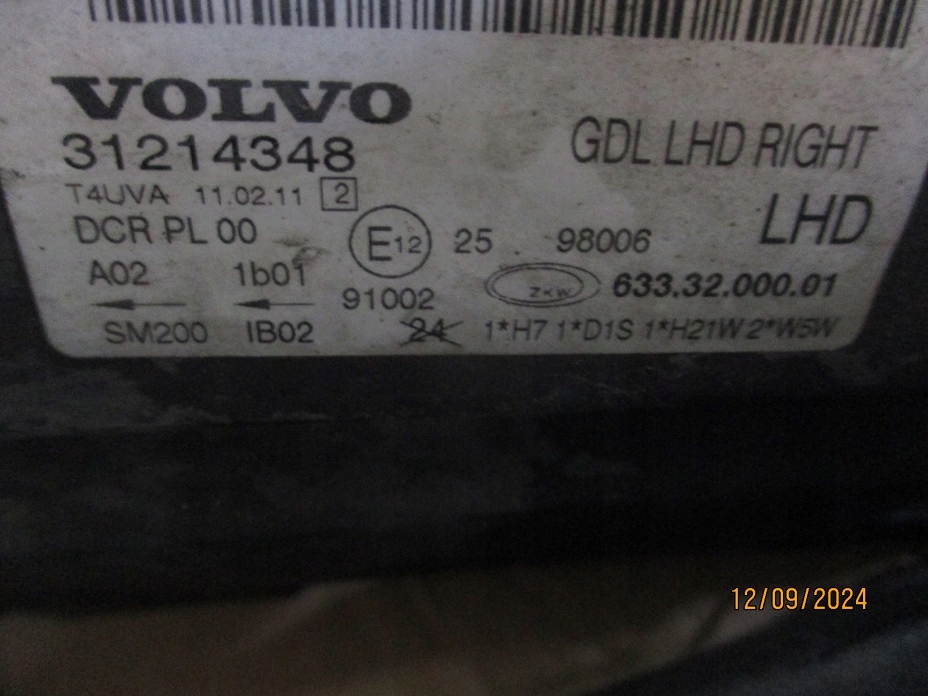 VOLVO
31214348
GDL LHD RIGHT
T4UVA 11.02.11 2
LHD
DCR PL 00
E12 25 98006
A02 1b01
91002
ZKW 633.32.000.01
SM200 IB02
24 1*H7 1*D1S 1*H21W 2*W5W
12/09/2024